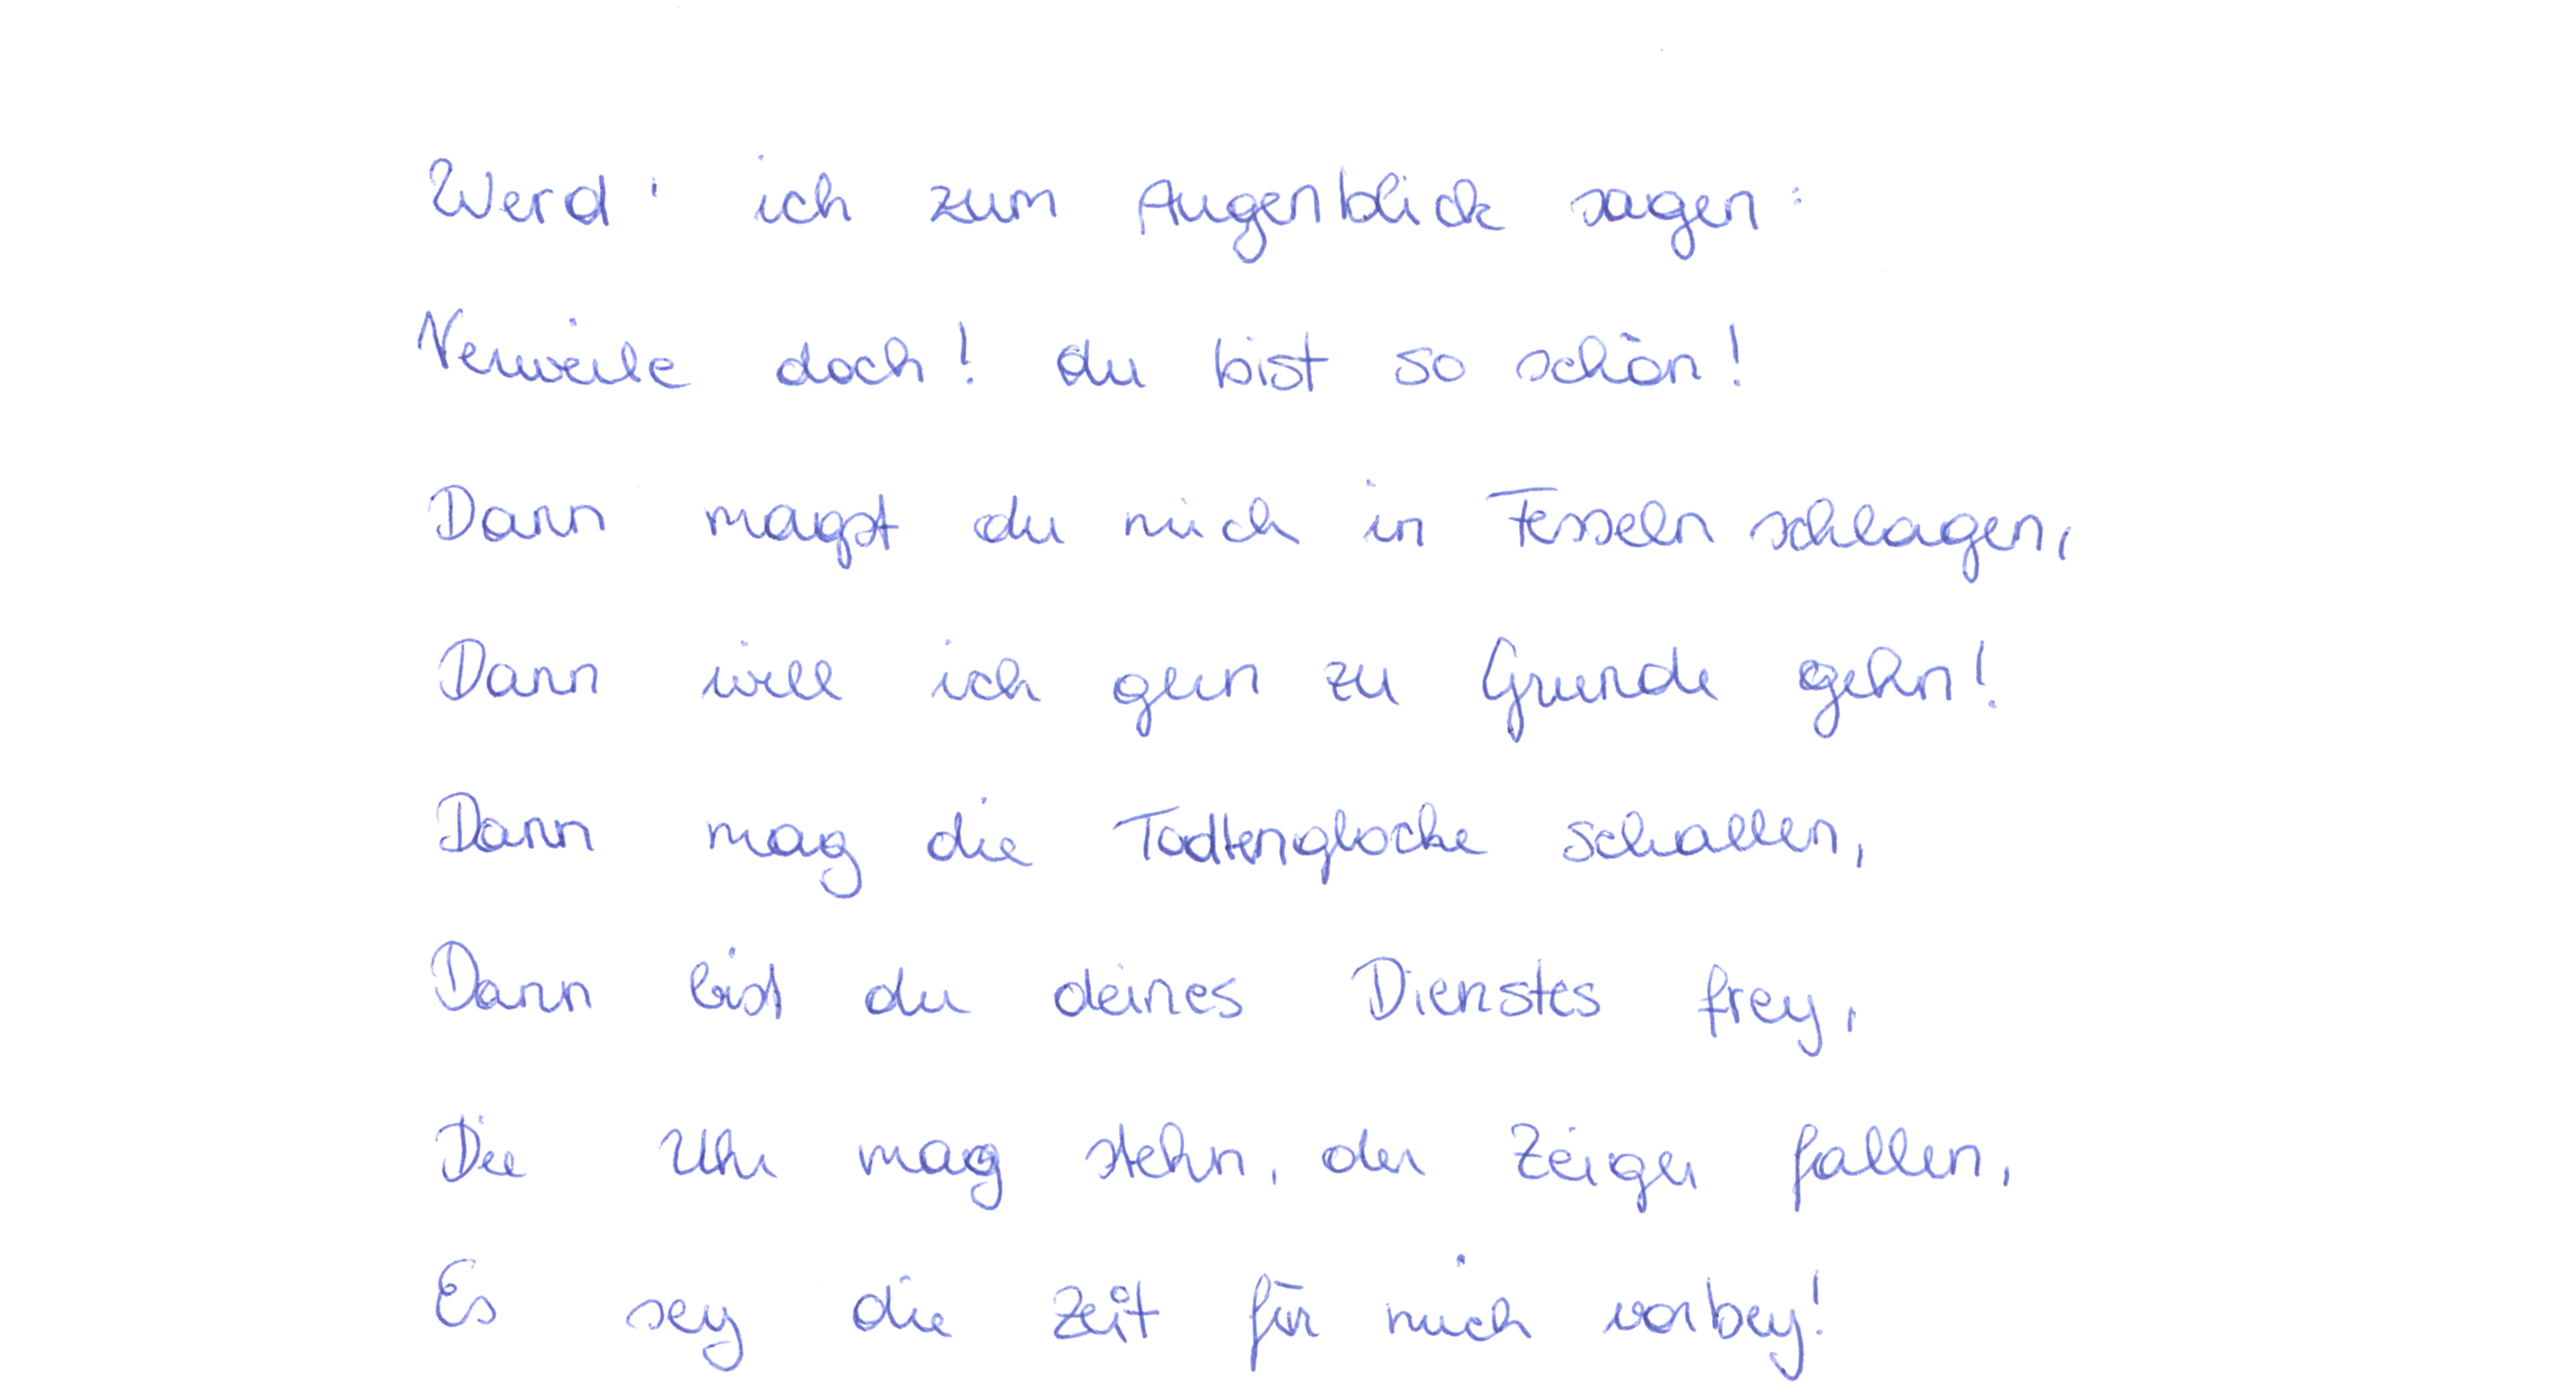 Werd' ich zum Augenblick sagen:
Verweile doch! du bist so schön!
Dann magst du mich in Fesseln schlagen,
Dann will ich gern zu Grunde gehn!
Dann mag die Todtenglocke schallen,
Dann bist du deines Dienstes frey,
Die Uhr mag stehn, der Zeiger fallen,
Es sey die Zeit für mich vorbey!